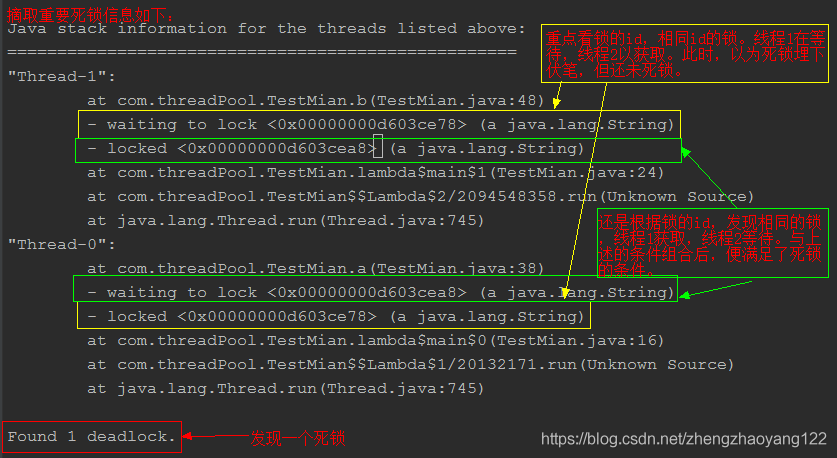 摘取重要死锁信息如下:
Java stack information for the threads listed above:
===================================================
"Thread-1":
at com.threadPool.TestMian.b(TestMian.java:48)
- waiting to lock <0x00000000d603ce78> (a java.lang.String)
- locked <0x00000000d603cea8> (a java.lang.String)
at com.threadPool.TestMian.lambda$main$1(TestMian.java:24)
at com.threadPool.TestMian$$Lambda$2/2094548358.run(Unknown Source)
at java.lang.Thread.run(Thread.java:745)
"Thread-0":
at com.threadPool.TestMian.a(TestMian.java:38)
- waiting to lock <0x00000000d603cea8> (a java.lang.String)
- locked <0x00000000d603ce78> (a java.lang.String)
at com.threadPool.TestMian.lambda$main$0(TestMian.java:16)
at com.threadPool.TestMian$$Lambda$1/20132171.run(Unknown Source)
at java.lang.Thread.run(Thread.java:745)
Found 1 deadlock.
发现一个死锁
重点看锁的id，相同id的锁。线程1在等
待，线程2以获取。此时，以为死锁埋下
伏笔，但还未死锁。
还是根据锁的id，发现相同的锁
，线程1获取，线程2等待。与上
述的条件组合后，便满足了死锁
的条件。
https://blog.csdn.net/zhengzhaoyang122